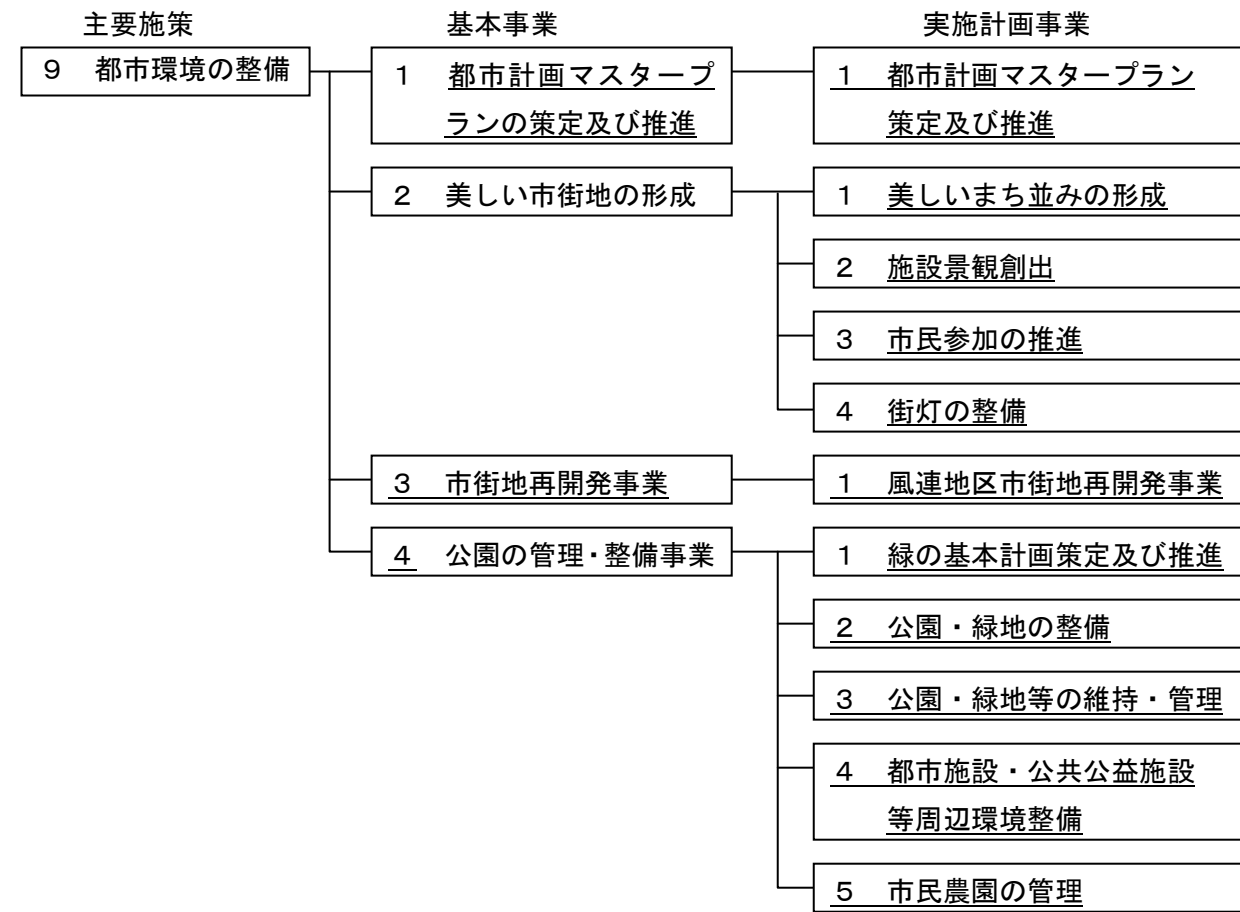 主要施策　基本事業　実施計画事業
９　都市環境の整備
１　都市計画マスタープ
ランの策定及び推進
１　都市計画マスタープラン
策定及び推進
２　美しい市街地の形成
１　美しいまち並みの形成
２　施設景観創出
３　市民参加の推進
４　街灯の整備
３　市街地再開発事業
１　風連地区市街地再開発事業
４　公園の管理・整備事業
１　緑の基本計画策定及び推進
２　公園・緑地の整備
３　公園・緑地等の維持・管理
４　都市施設・公共公益施設
等周辺環境整備
５　市民農園の管理